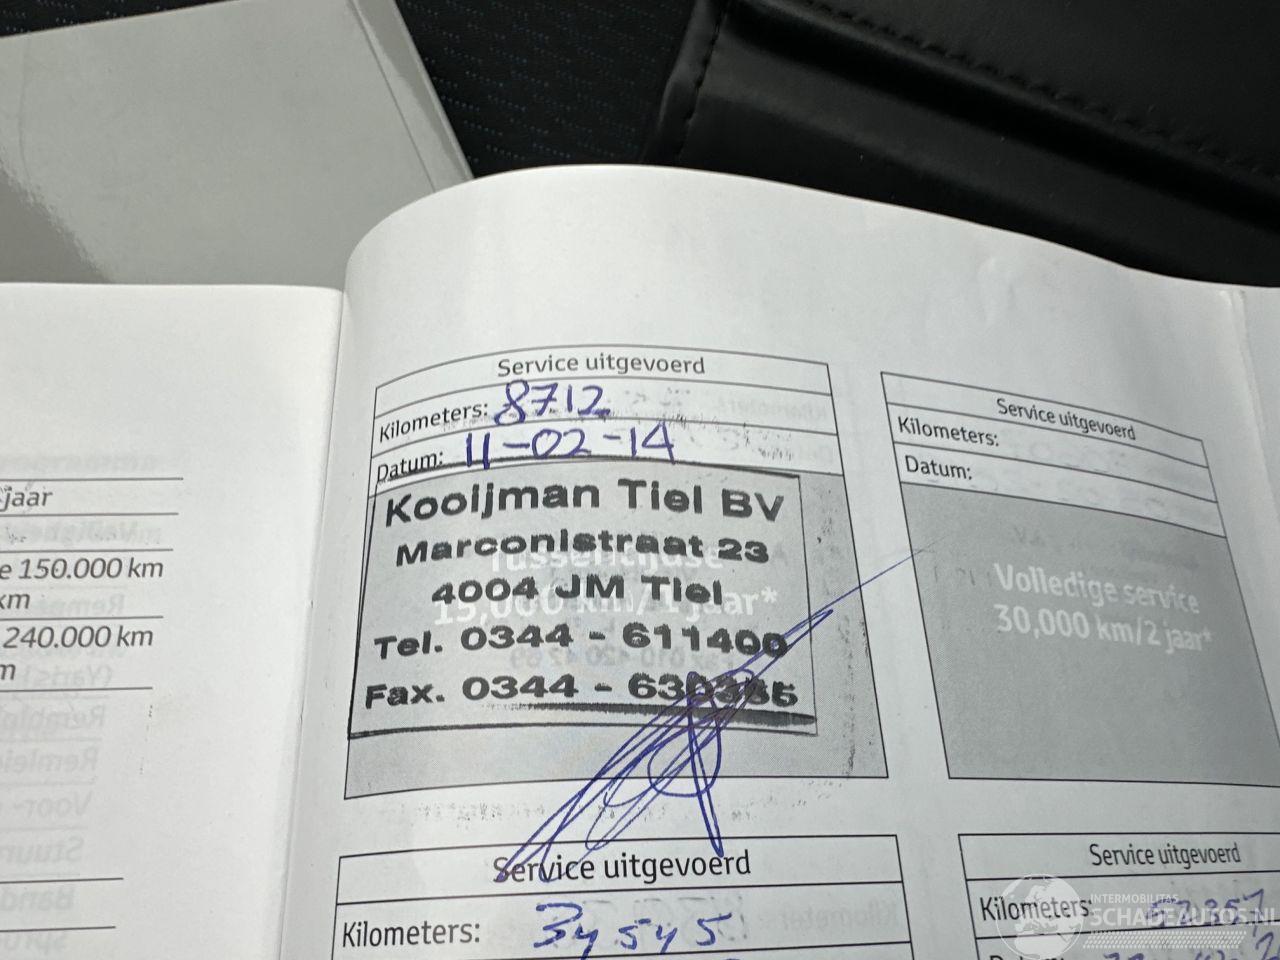 Service uitgevoerd
Kilometers: 8712
Datum: 11-02-14
Kooijman Tiel BV
Marconistraat 23
4004 JM Tiel
Tel. 0344 - 611400
Fax. 0344 -
15,000 km/1 jaar*
Service uitgevoerd
Kilometers:
Datum:
Volledige service
30,000 km/2 jaar*
jaar
e 150.000 km
km
240.000 km
m
Service uitgevoerd
Kilometers: 34545
Service uitgevoerd
Kilometers: 52357
INTERMOBILITAS
SCHADEAUTOS.NL